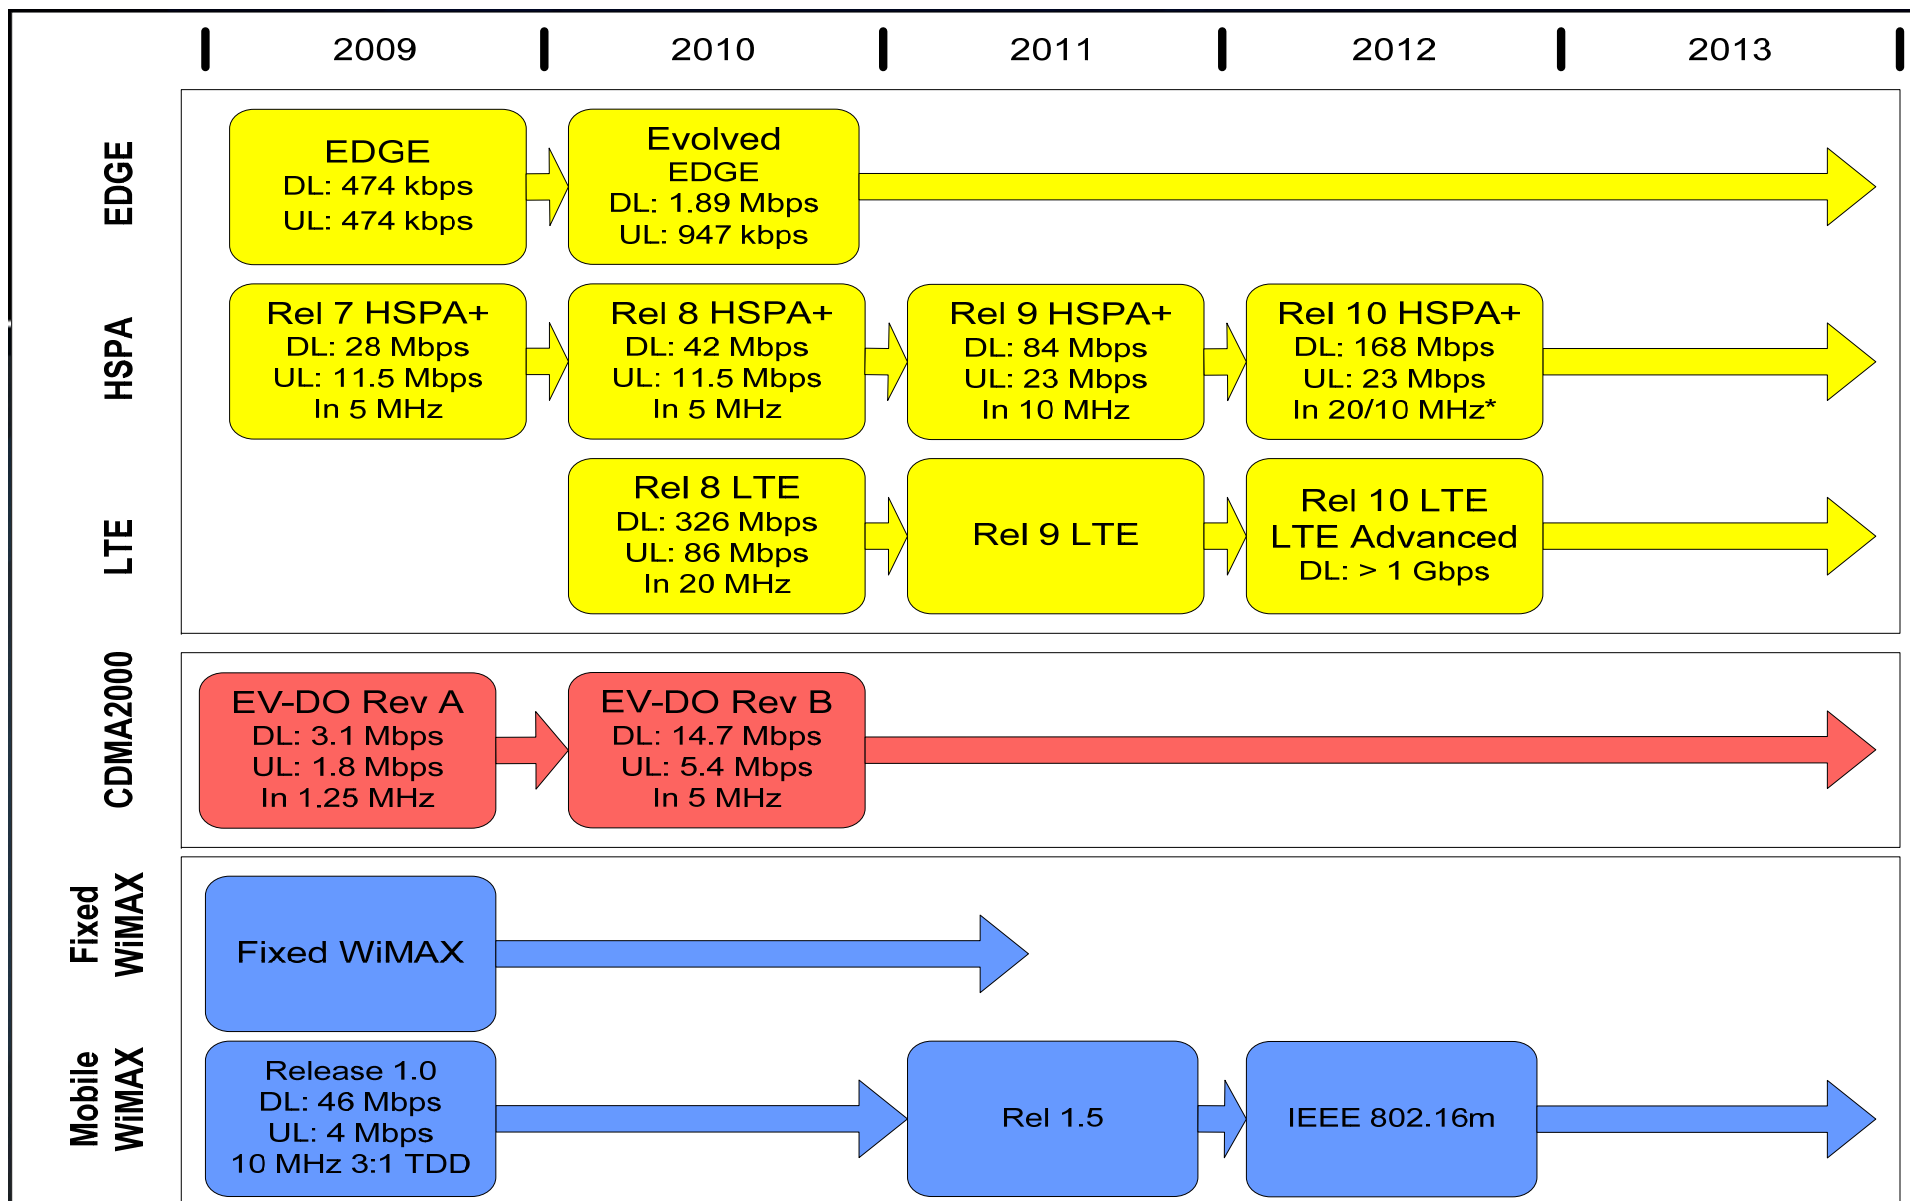 2009 2010 2011 2012 2013
EDGE
EDGE
DL: 474 kbps
UL: 474 kbps
Evolved
EDGE
DL: 1.89 Mbps
UL: 947 kbps
HSPA
Rel 7 HSPA+
DL: 28 Mbps
UL: 11.5 Mbps
In 5 MHz
Rel 8 HSPA+
DL: 42 Mbps
UL: 11.5 Mbps
In 5 MHz
Rel 9 HSPA+
DL: 84 Mbps
UL: 23 Mbps
In 10 MHz
Rel 10 HSPA+
DL: 168 Mbps
UL: 23 Mbps
In 20/10 MHz*
LTE
Rel 8 LTE
DL: 326 Mbps
UL: 86 Mbps
In 20 MHz
Rel 9 LTE
Rel 10 LTE
LTE Advanced
DL: > 1 Gbps
CDMA2000
EV-DO Rev A
DL: 3.1 Mbps
UL: 1.8 Mbps
In 1.25 MHz
EV-DO Rev B
DL: 14.7 Mbps
UL: 5.4 Mbps
In 5 MHz
Fixed
WiMAX
Fixed WiMAX
Mobile
WiMAX
Release 1.0
DL: 46 Mbps
UL: 4 Mbps
10 MHz 3:1 TDD
Rel 1.5
IEEE 802.16m